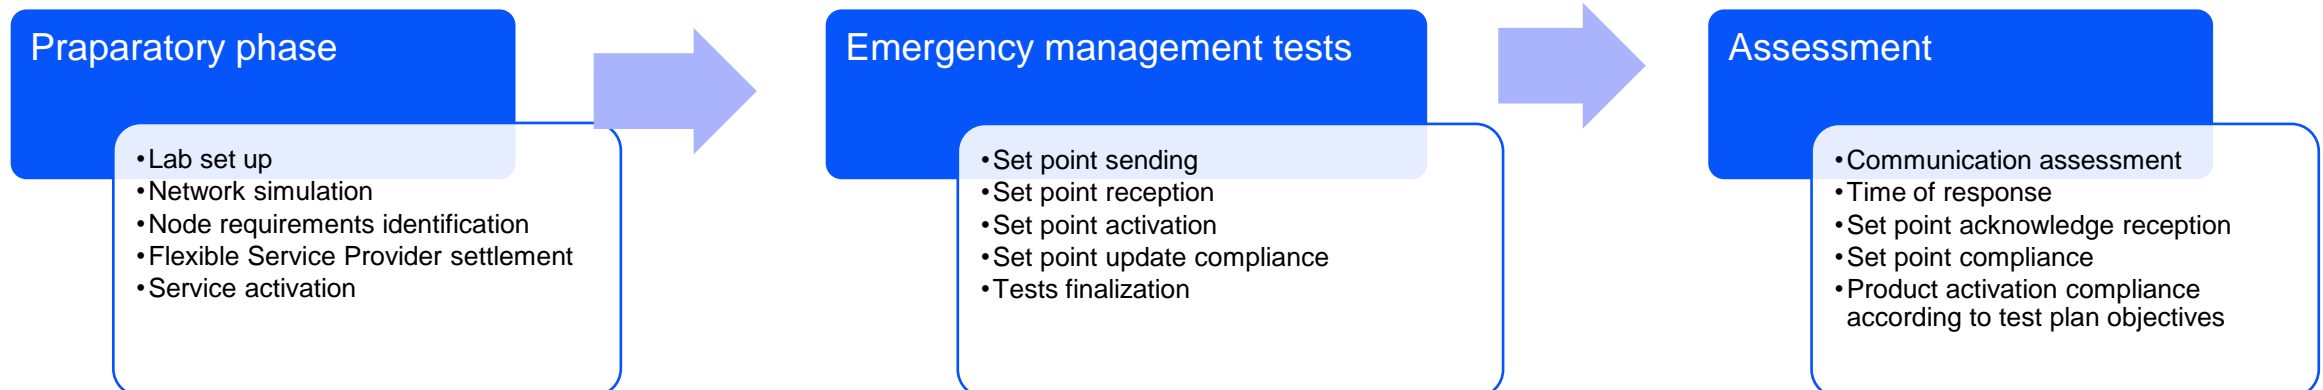 Praparatory phase
•Lab set up
•Network simulation
•Node requirements identification
•Flexible Service Provider settlement
•Service activation
Emergency management tests
•Set point sending
•Set point reception
•Set point activation
•Set point update compliance
•Tests finalization
Assessment
•Communication assessment
•Time of response
•Set point acknowledge reception
•Set point compliance
•Product activation compliance
according to test plan objectives